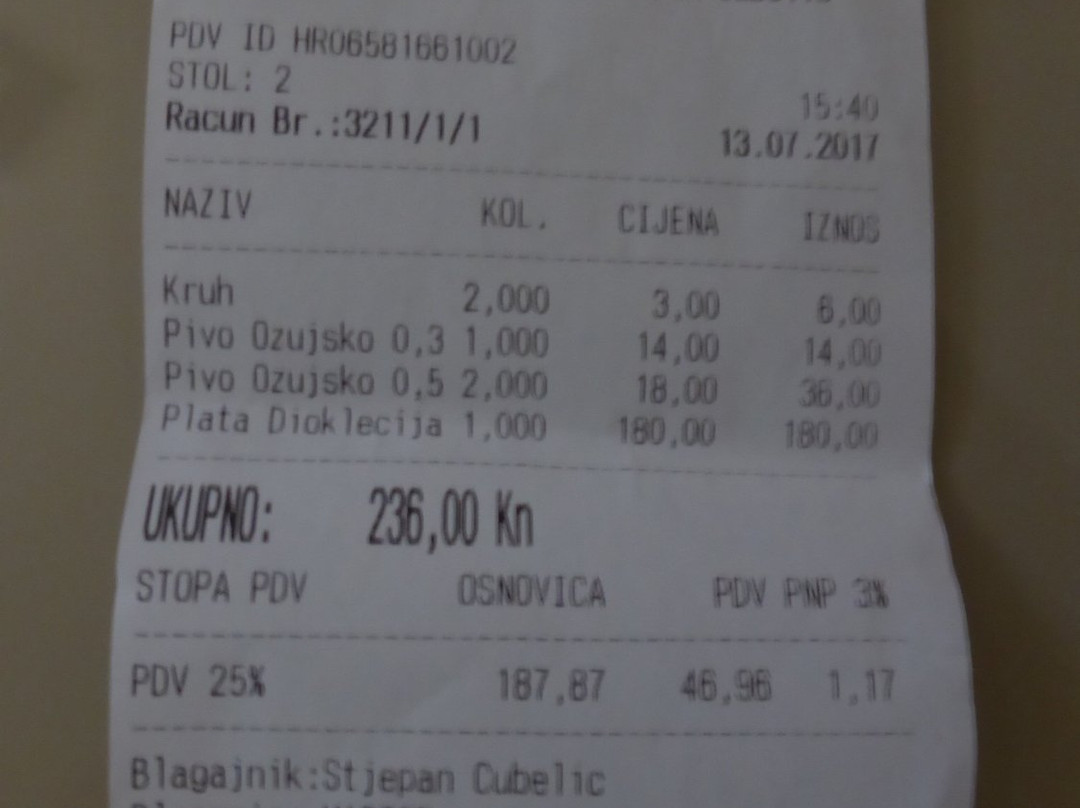 PDV ID HR06581661002
STOL: 2
15:40
Racun Br.:3211/1/1 13.07.2017
NAZIV KOL. CIJENA IZNOS
Kruh 2,000 3,00 6,00
Pivo Ozujsko 0,3 1,000 14,00 14,00
Pivo Ozujsko 0,5 2,000 18,00 36,00
Plata Dioklecija 1,000 180,00 180,00
UKUPNO: 236,00 Kn
STOPA PDV OSNOVICA PDV PNP 3%
PDV 25% 187,87 46,96 1,17
Blagajnik:Stjepan Cubelic